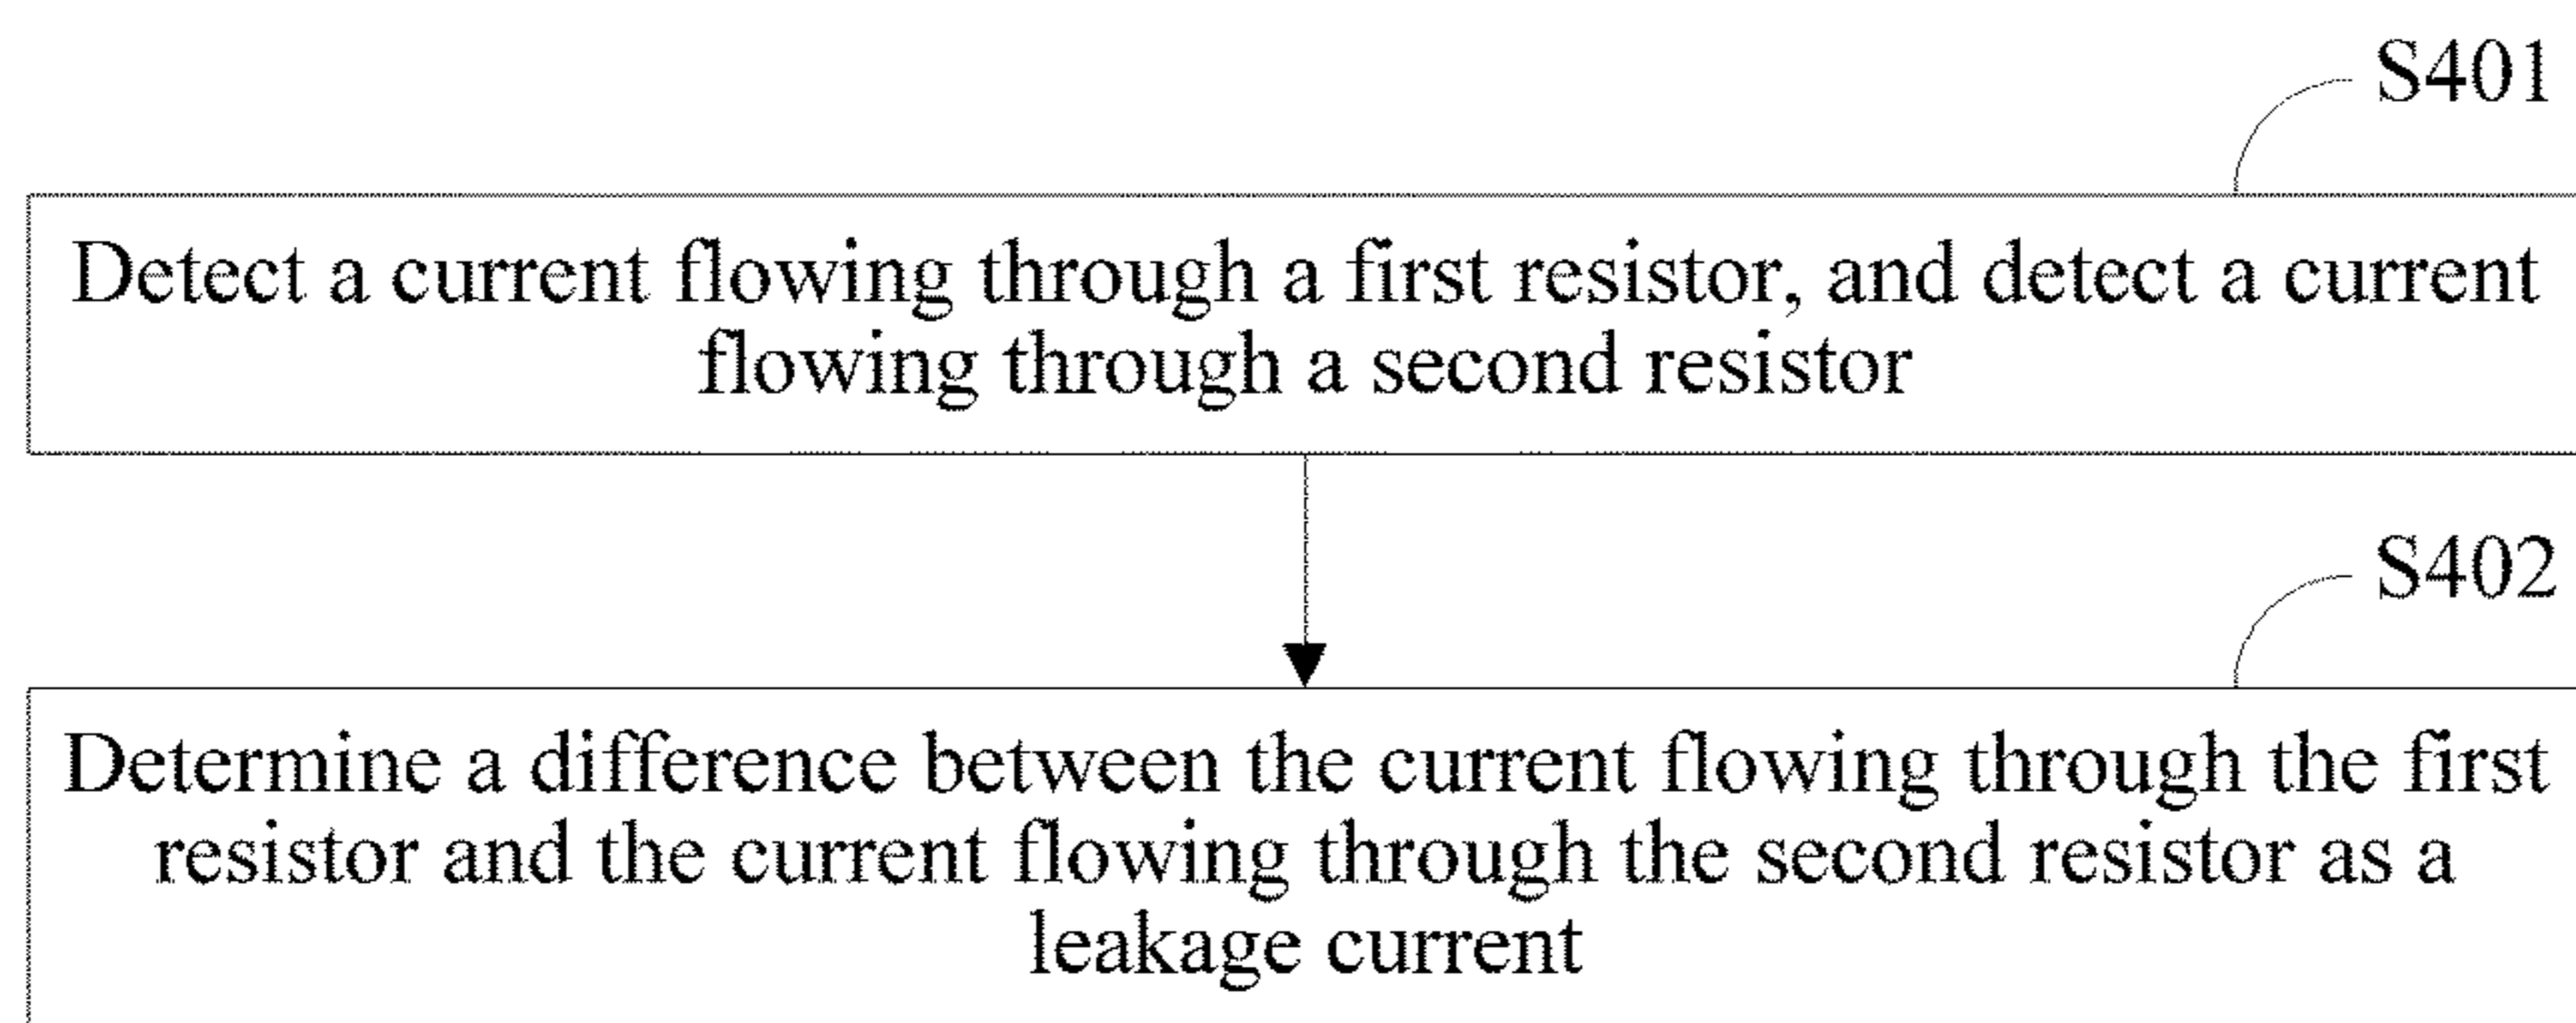 S401
Detect a current flowing through a first resistor, and detect a current
flowing through a second resistor
S402
Determine a difference between the current flowing through the first
resistor and the current flowing through the second resistor as a
leakage current